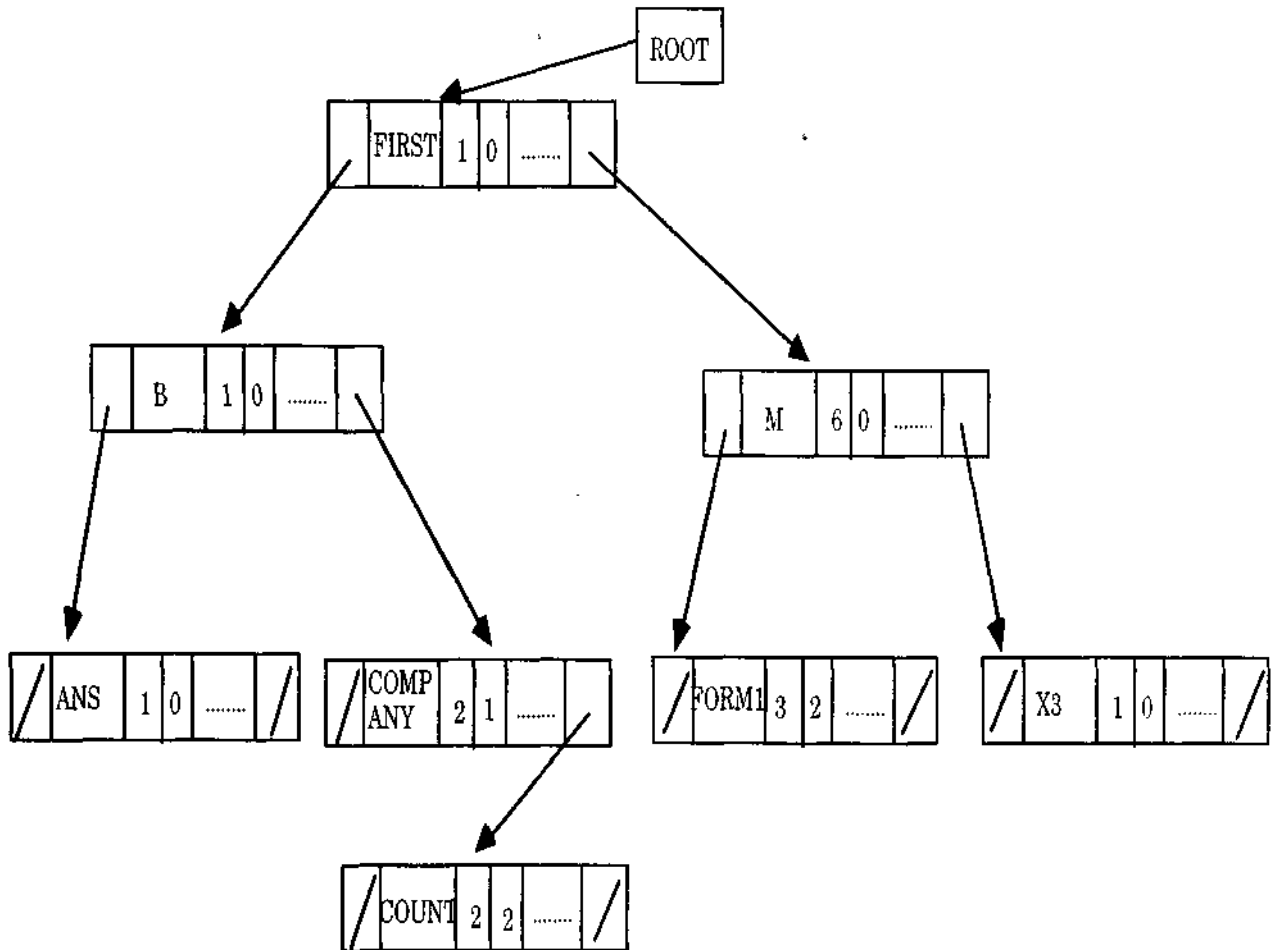 ROOT
FIRST 1 0 ........
B 1 0 ........
M 6 0 ........
ANS 1 0 ........
COMP
ANY 2 1 ........
FORM1 3 2 ........
X3 1 0 ........
COUNT 2 2 ........